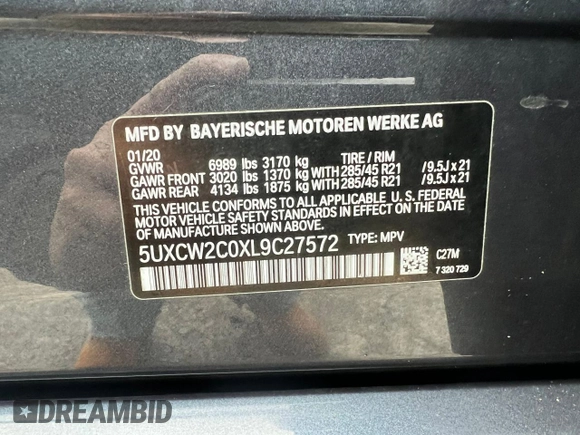 MFD BY BAYERISCHE MOTOREN WERKE AG
01/20
GVWR 6989 lbs 3170 kg TIRE / RIM
GAWR FRONT 3020 lbs 1370 kg WITH 285/45 R21 / 9.5J x 21
GAWR REAR 4134 lbs 1875 kg WITH 285/45 R21 / 9.5J x 21
THIS VEHICLE CONFORMS TO ALL APPLICABLE U. S. FEDERAL
MOTOR VEHICLE SAFETY STANDARDS IN EFFECT ON THE DATE
OF MANUFACTURE SHOWN ABOVE.
5UXCW2C0XL9C27572 TYPE: MPV
C27M
7 320 729
DREAMBID